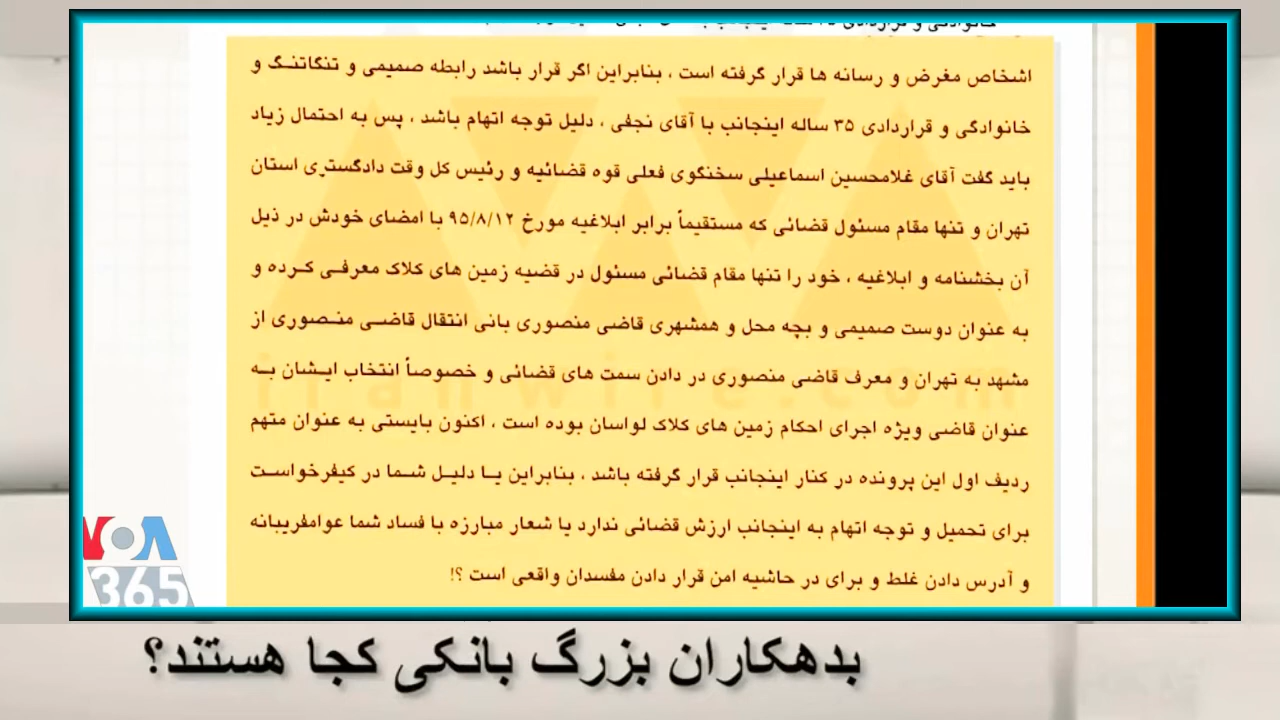 خانوادگی و قراردادی ۳۵ ساله اینجانب
اشخاص مغرض و رسانه ها قرار گرفته است ، بنابراین اگر قرار باشد رابطه صمیمی و تنگاتنگ و
خانوادگی و قراردادی ۳۵ ساله اینجانب با آقای نجفی ، دلیل توجه اتهام باشد ، پس به احتمال زیاد
باید گفت آقای غلامحسین اسماعیلی سخنگوی فعلی قوه قضائیه و رئیس کل وقت دادگستری استان
تهران و تنها مقام مسئول قضائی که مستقیماً برابر ابلاغیه مورخ ۹۵/۸/۱۲ با امضای خودش در ذیل
آن بخشنامه و ابلاغیه ، خود را تنها مقام قضائی مسئول در قضیه زمین های کلاک معرفی کرده و
به عنوان دوست صمیمی و بچه محل و همشهری قاضی منصوری بانی انتقال قاضی منصوری از
مشهد به تهران و معرف قاضی منصوری در دادن سمت های قضائی و خصوصاً انتخاب ایشان به
iranwire.com
عنوان قاضی ویژه اجرای احکام زمین های کلاک لواسان بوده است ، اکنون بایستی به عنوان متهم
ردیف اول این پرونده در کنار اینجانب قرار گرفته باشد ، بنابراین یا دلیل شما در کیفرخواست
برای تحمیل و توجه اتهام به اینجانب ارزش قضائی ندارد یا شعار مبارزه با فساد شما عوامفریبانه
و آدرس دادن غلط و برای در حاشیه امن قرار دادن مفسدان واقعی است ؟!
VOA
365
بدهکاران بزرگ بانکی کجا هستند؟